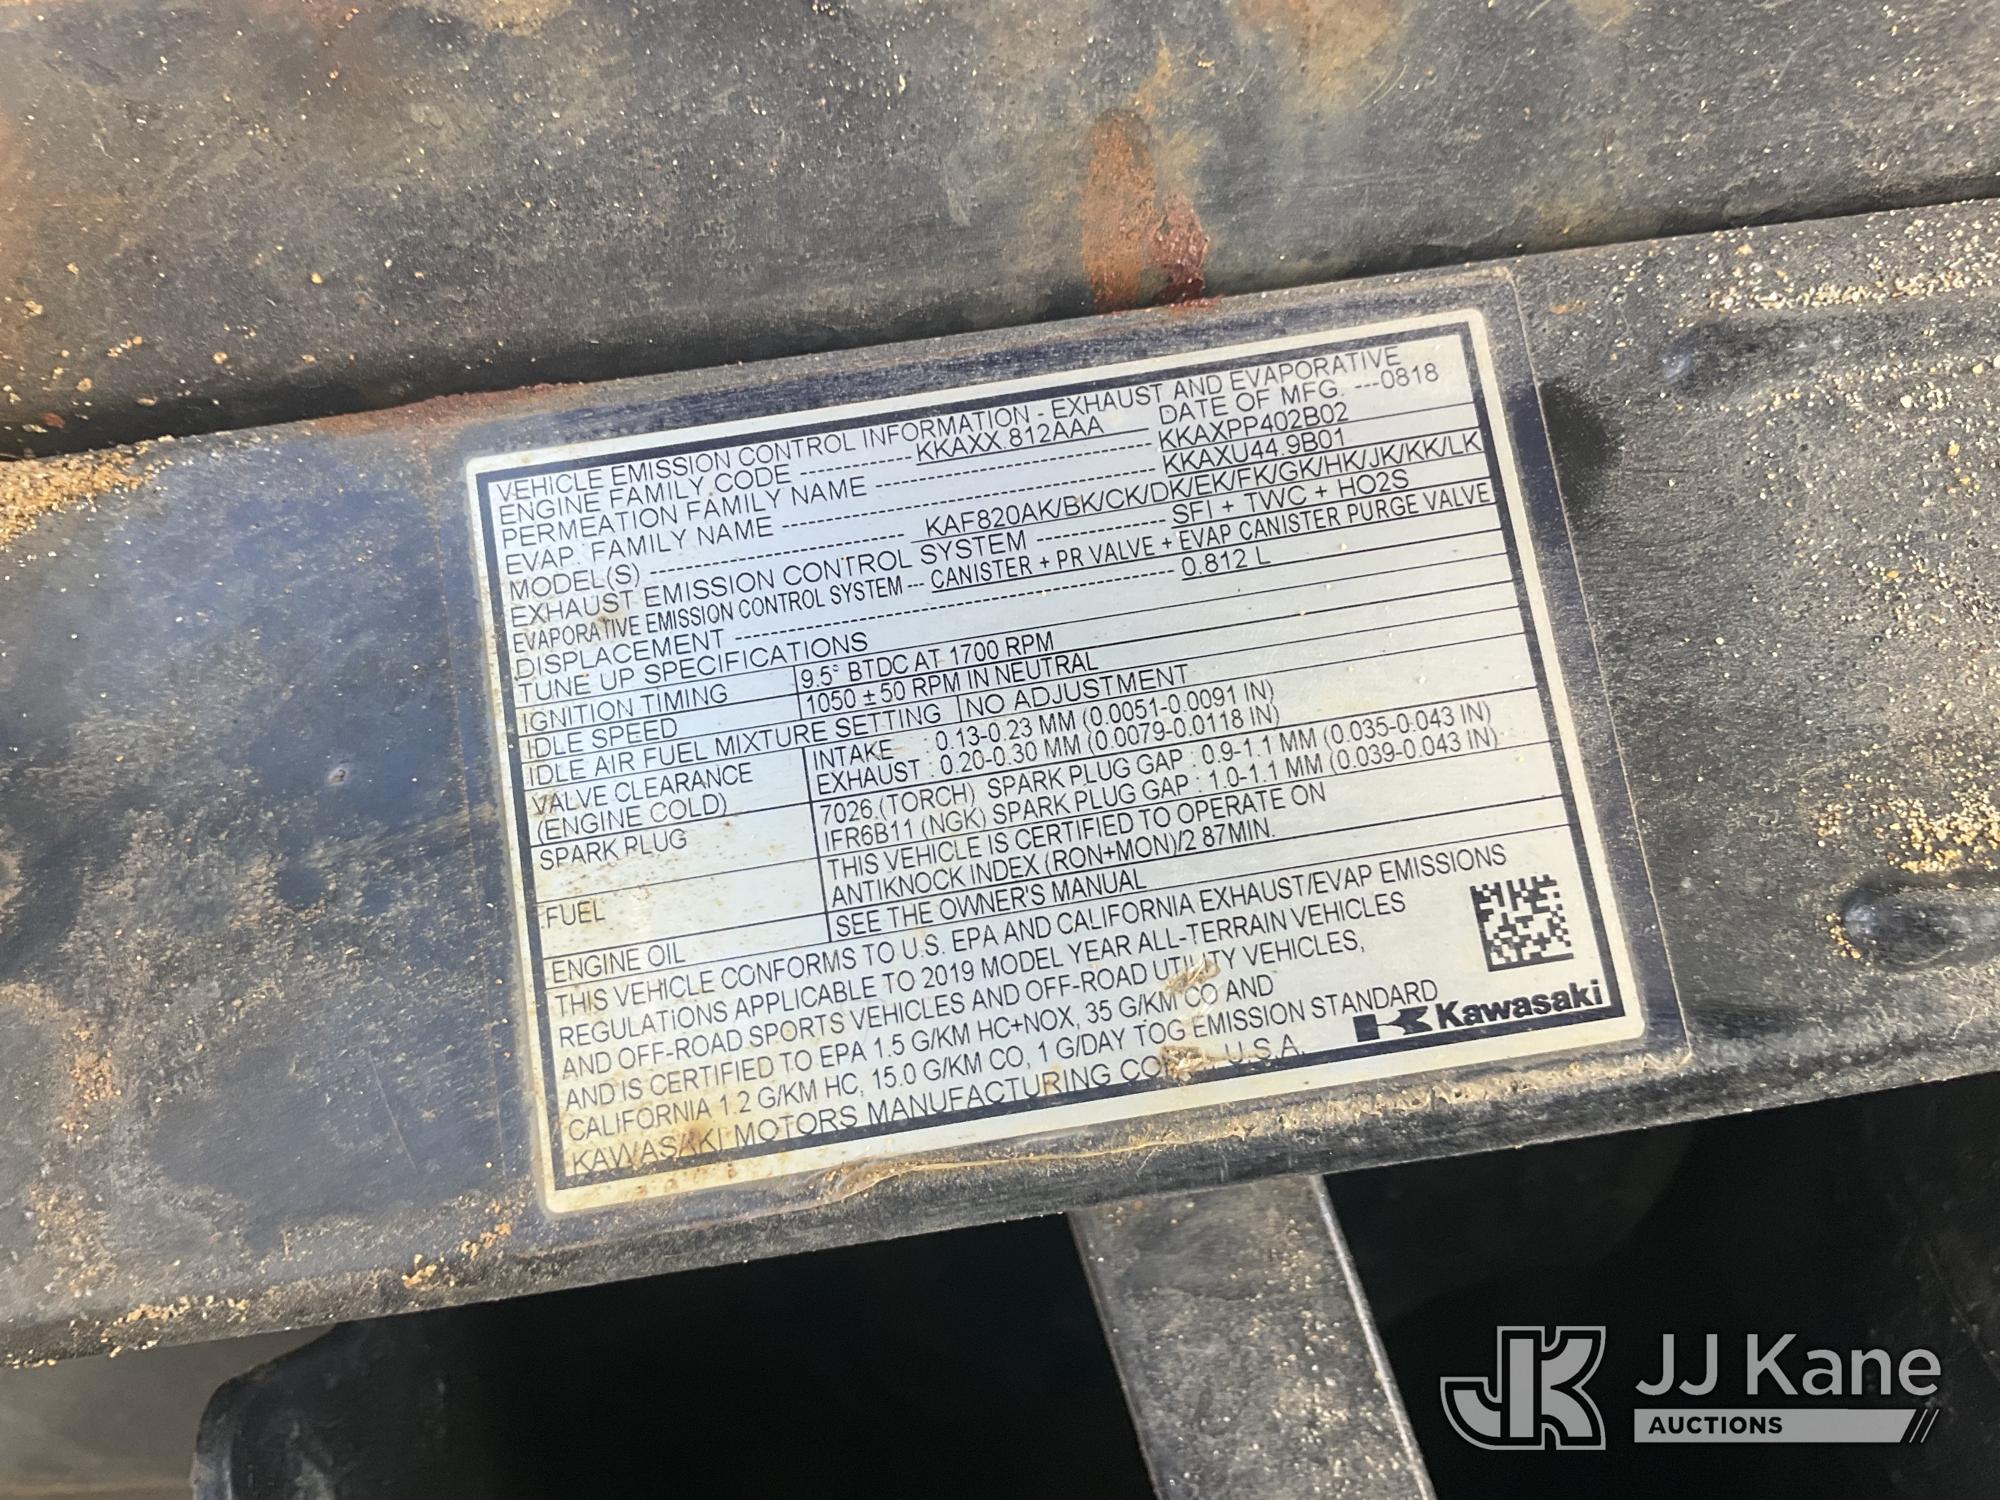 VEHICLE EMISSION CONTROL INFORMATION - EXHAUST AND EVAPORATIVE
ENGINE FAMILY CODE ---------- KKAXX.812AAA ---- DATE OF MFG. ---0818
PERMEATION FAMILY NAME ------------------------- KKAXPP402B02
EVAP. FAMILY NAME ---------------------------------- KKAXU44.9B01
MODEL(S) ---------------------- KAF820AK/BK/CK/DK/EK/FK/GK/HK/JK/KK/LK
EXHAUST EMISSION CONTROL SYSTEM ------------ SFI + TWC + HO2S
EVAPORATIVE EMISSION CONTROL SYSTEM --- CANISTER + PR VALVE + EVAP CANISTER PURGE VALVE
DISPLACEMENT ---------------------------------------- 0.812 L
TUNE UP SPECIFICATIONS
IGNITION TIMING 9.5° BTDC AT 1700 RPM
IDLE SPEED 1050 ± 50 RPM IN NEUTRAL
IDLE AIR FUEL MIXTURE SETTING NO ADJUSTMENT
VALVE CLEARANCE INTAKE : 0.13-0.23 MM (0.0051-0.0091 IN)
(ENGINE COLD) EXHAUST : 0.20-0.30 MM (0.0079-0.0118 IN)
SPARK PLUG 7026 (TORCH) SPARK PLUG GAP : 0.9-1.1 MM (0.035-0.043 IN)
IFR6B11 (NGK) SPARK PLUG GAP : 1.0-1.1 MM (0.039-0.043 IN)
FUEL THIS VEHICLE IS CERTIFIED TO OPERATE ON
ANTIKNOCK INDEX (RON+MON)/2 87MIN.
ENGINE OIL SEE THE OWNER'S MANUAL
THIS VEHICLE CONFORMS TO U.S. EPA AND CALIFORNIA EXHAUST/EVAP EMISSIONS
REGULATIONS APPLICABLE TO 2019 MODEL YEAR ALL-TERRAIN VEHICLES
AND OFF-ROAD SPORTS VEHICLES AND OFF-ROAD UTILITY VEHICLES,
AND IS CERTIFIED TO EPA 1.5 G/KM HC+NOX, 35 G/KM CO AND
CALIFORNIA 1.2 G/KM HC, 15.0 G/KM CO, 1 G/DAY TOG EMISSION STANDARD
KAWASAKI MOTORS MANUFACTURING U.S.A.
Kawasaki
JK JJ Kane
AUCTIONS